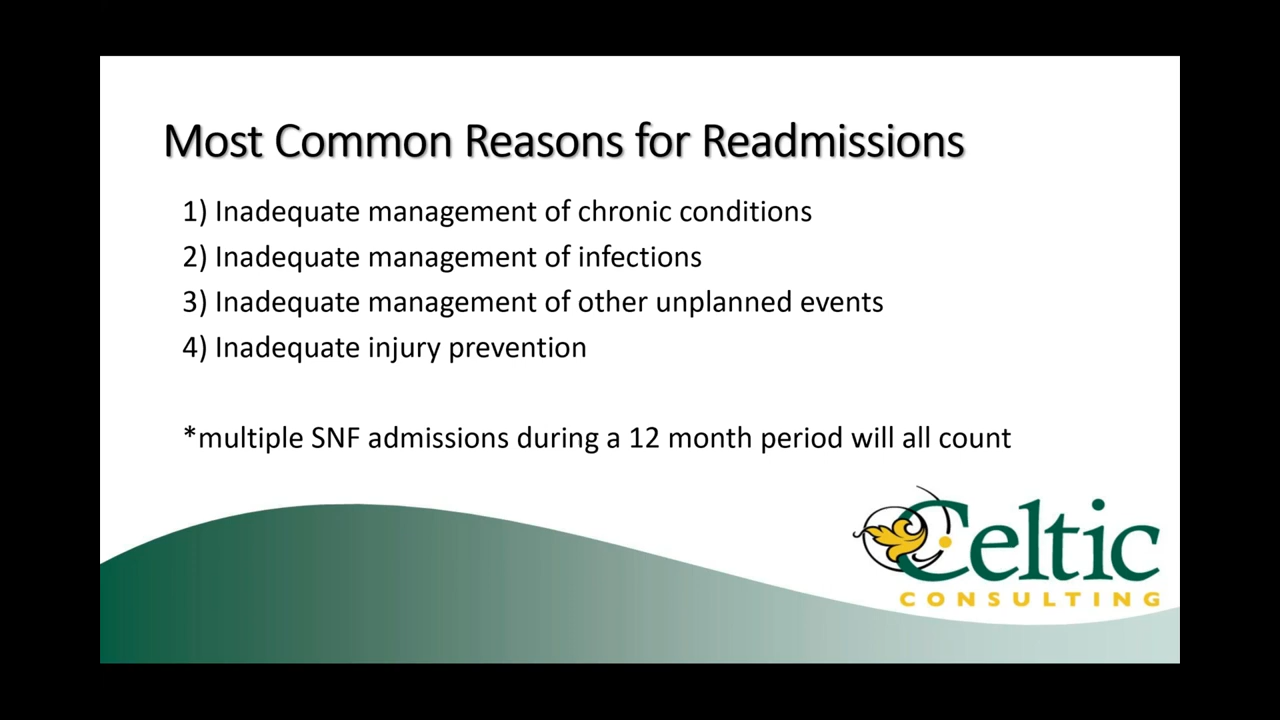 Most Common Reasons for Readmissions
1) Inadequate management of chronic conditions
2) Inadequate management of infections
3) Inadequate management of other unplanned events
4) Inadequate injury prevention
*multiple SNF admissions during a 12 month period will all count
Celtic
CONSULTING